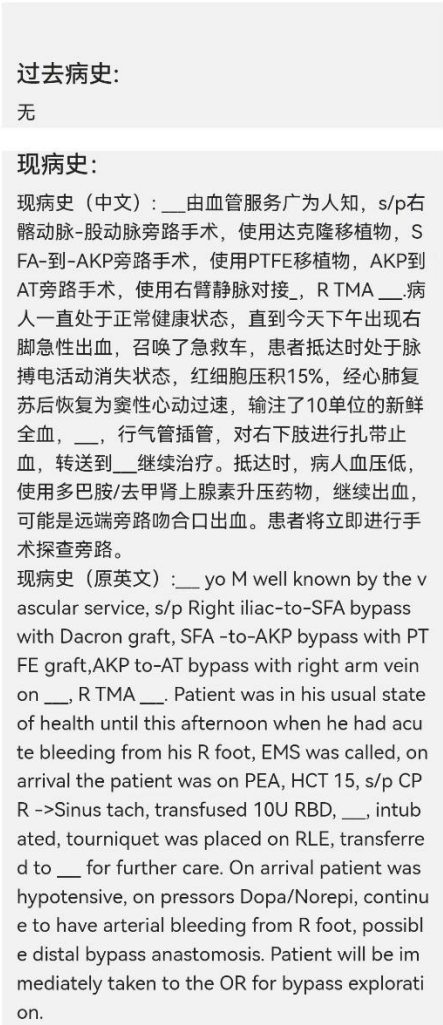 过去病史:
无
现病史：
现病史（中文）: ___由血管服务广为人知，s/p右
髂动脉-股动脉旁路手术，使用达克隆移植物，S
FA-到-AKP旁路手术，使用PTFE移植物，AKP到
AT旁路手术，使用右臂静脉对接_，R TMA ___.病
人一直处于正常健康状态，直到今天下午出现右
脚急性出血，召唤了急救车，患者抵达时处于脉
搏电活动消失状态，红细胞压积15%，经心肺复
苏后恢复为窦性心动过速，输注了10单位的新鲜
全血，___，行气管插管，对右下肢进行扎带止
血，转送到___继续治疗。抵达时，病人血压低，
使用多巴胺/去甲肾上腺素升压药物，继续出血，
可能是远端旁路吻合口出血。患者将立即进行手
术探查旁路。
现病史（原英文）:___ yo M well known by the v
ascular service, s/p Right iliac-to-SFA bypass
with Dacron graft, SFA -to-AKP bypass with PT
FE graft,AKP to-AT bypass with right arm vein
on ___, R TMA ___. Patient was in his usual state
of health until this afternoon when he had acu
te bleeding from his R foot, EMS was called, on
arrival the patient was on PEA, HCT 15, s/p CP
R ->Sinus tach, transfused 10U RBD, ___, intub
ated, tourniquet was placed on RLE, transferre
d to ___ for further care. On arrival patient was
hypotensive, on pressors Dopa/Norepi, continu
e to have arterial bleeding from R foot, possibl
e distal bypass anastomosis. Patient will be im
mediately taken to the OR for bypass explorati
on.